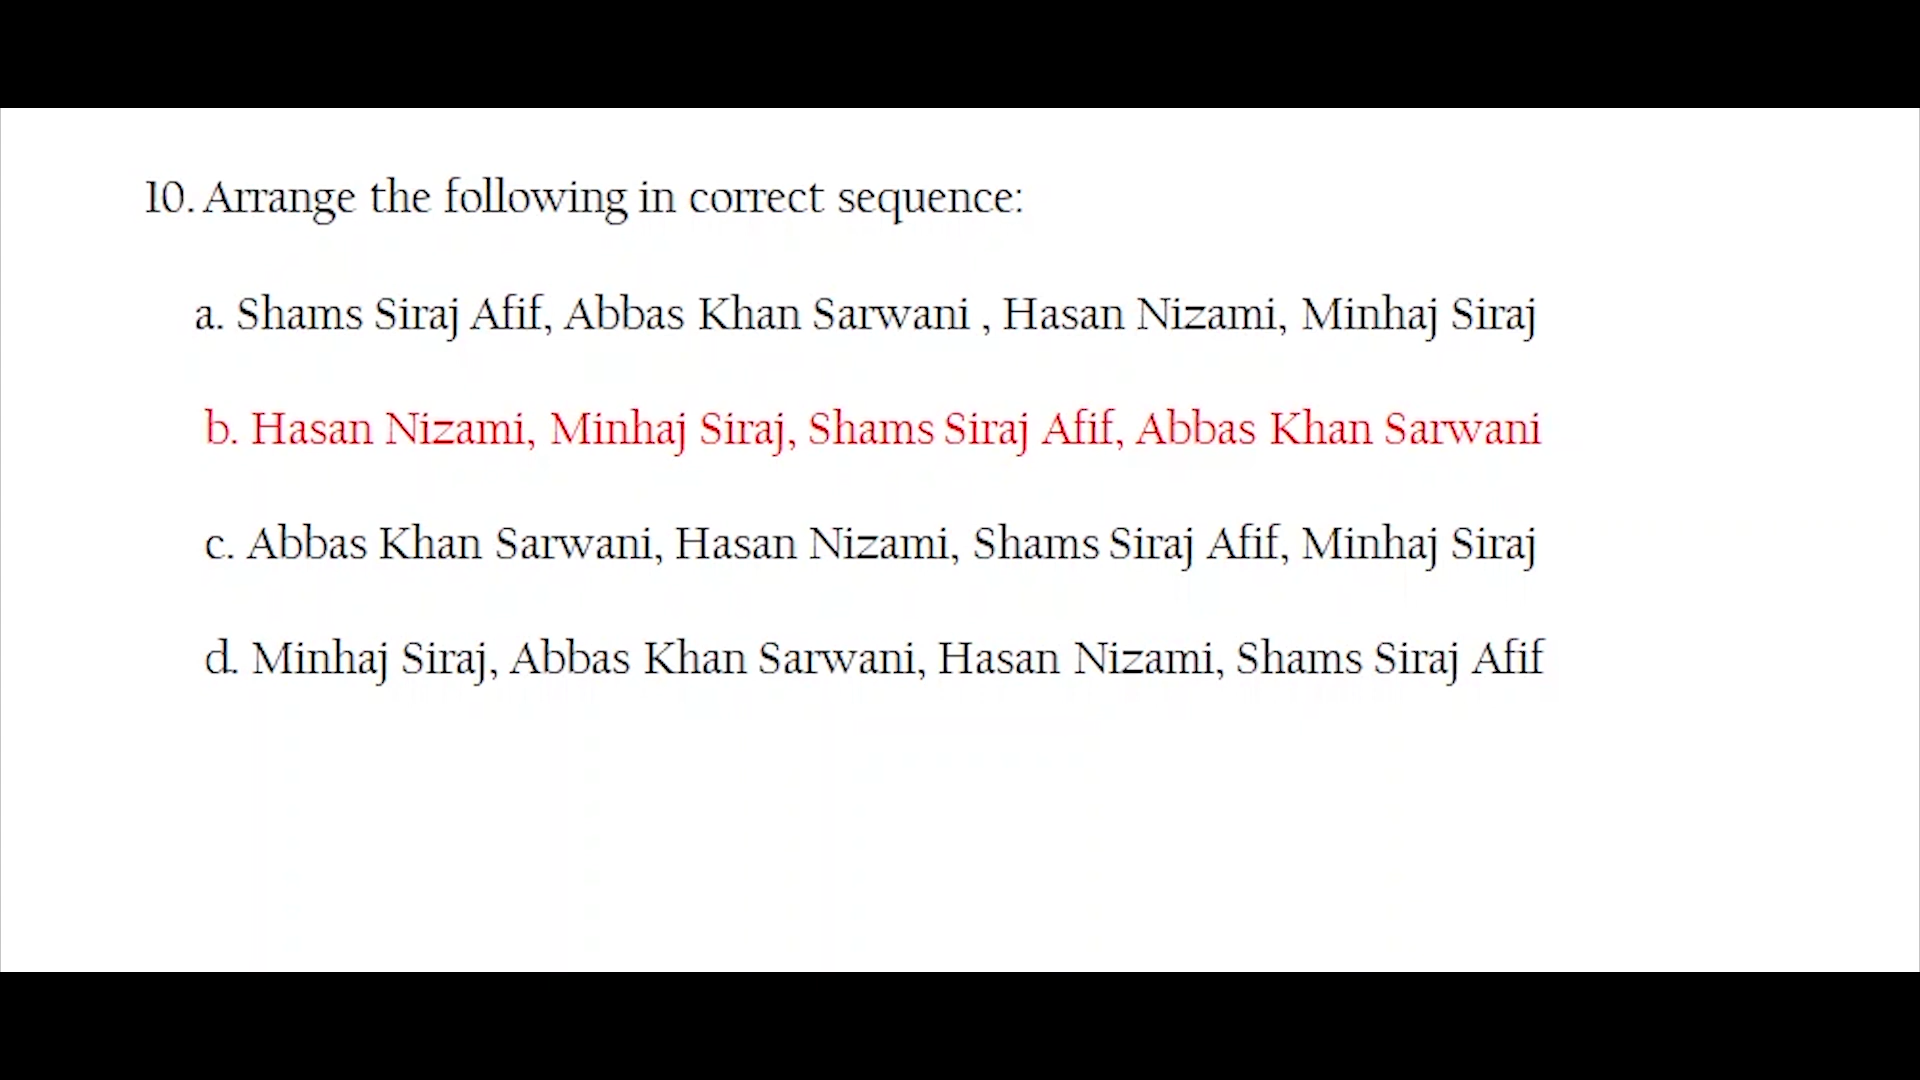 10. Arrange the following in correct sequence:
a. Shams Siraj Afif, Abbas Khan Sarwani , Hasan Nizami, Minhaj Siraj
b. Hasan Nizami, Minhaj Siraj, Shams Siraj Afif, Abbas Khan Sarwani
c. Abbas Khan Sarwani, Hasan Nizami, Shams Siraj Afif, Minhaj Siraj
d. Minhaj Siraj, Abbas Khan Sarwani, Hasan Nizami, Shams Siraj Afif